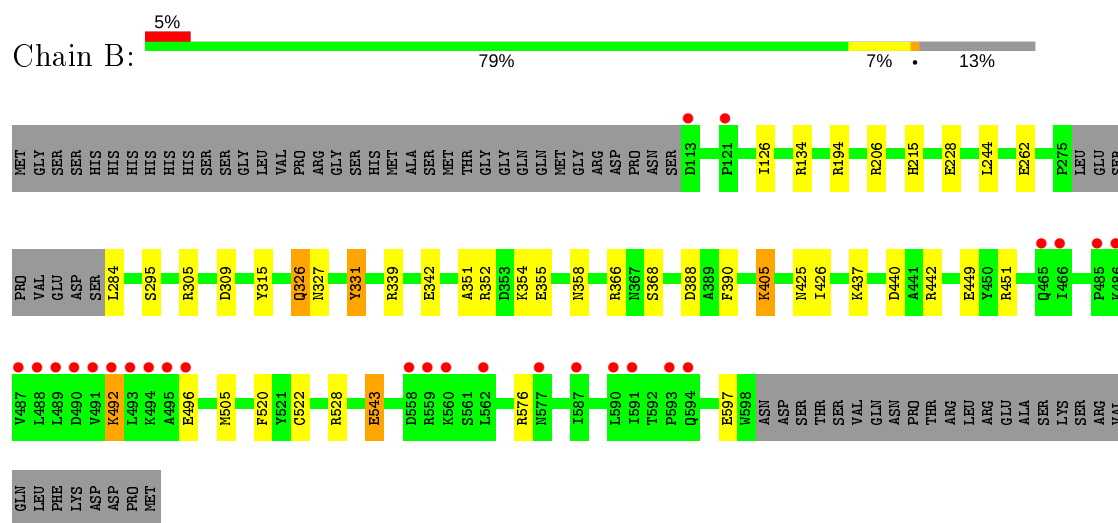 5%
Chain B:
79% 7% • 13%
MET GLY SER SER HIS HIS HIS HIS HIS HIS SER SER GLY LEU VAL PRO ARG GLY SER HIS MET ALA SER MET THR GLY GLY GLN GLN MET GLY ARG ASP PRO ASN SER D113 P121 I126 R134 R194 R206 H215 E228 L244 E262 P275 LEU GLU SER
PRO VAL GLU ASP SER L284 S295 R305 D309 Y315 Q326 N327 Y331 R339 E342 A351 R352 D353 K354 E355 N358 R366 N367 S368 D388 A389 F390 K405 N425 I426 K437 D440 A441 R442 E449 Y450 R451 Q465 I466 P485 K486
V487 L488 L489 D490 V491 K492 L493 K494 A495 E496 M505 F520 Y521 C522 R528 E543 D558 R559 K560 S561 L562 R576 N577 I587 L590 I591 T592 P593 Q594 E597 W598 ASN ASP SER THR SER VAL GLN ASN PRO THR ARG LEU ARG GLU ALA SER LYS SER ARG VAL
GLN LEU PHE LYS ASP ASP PRO MET